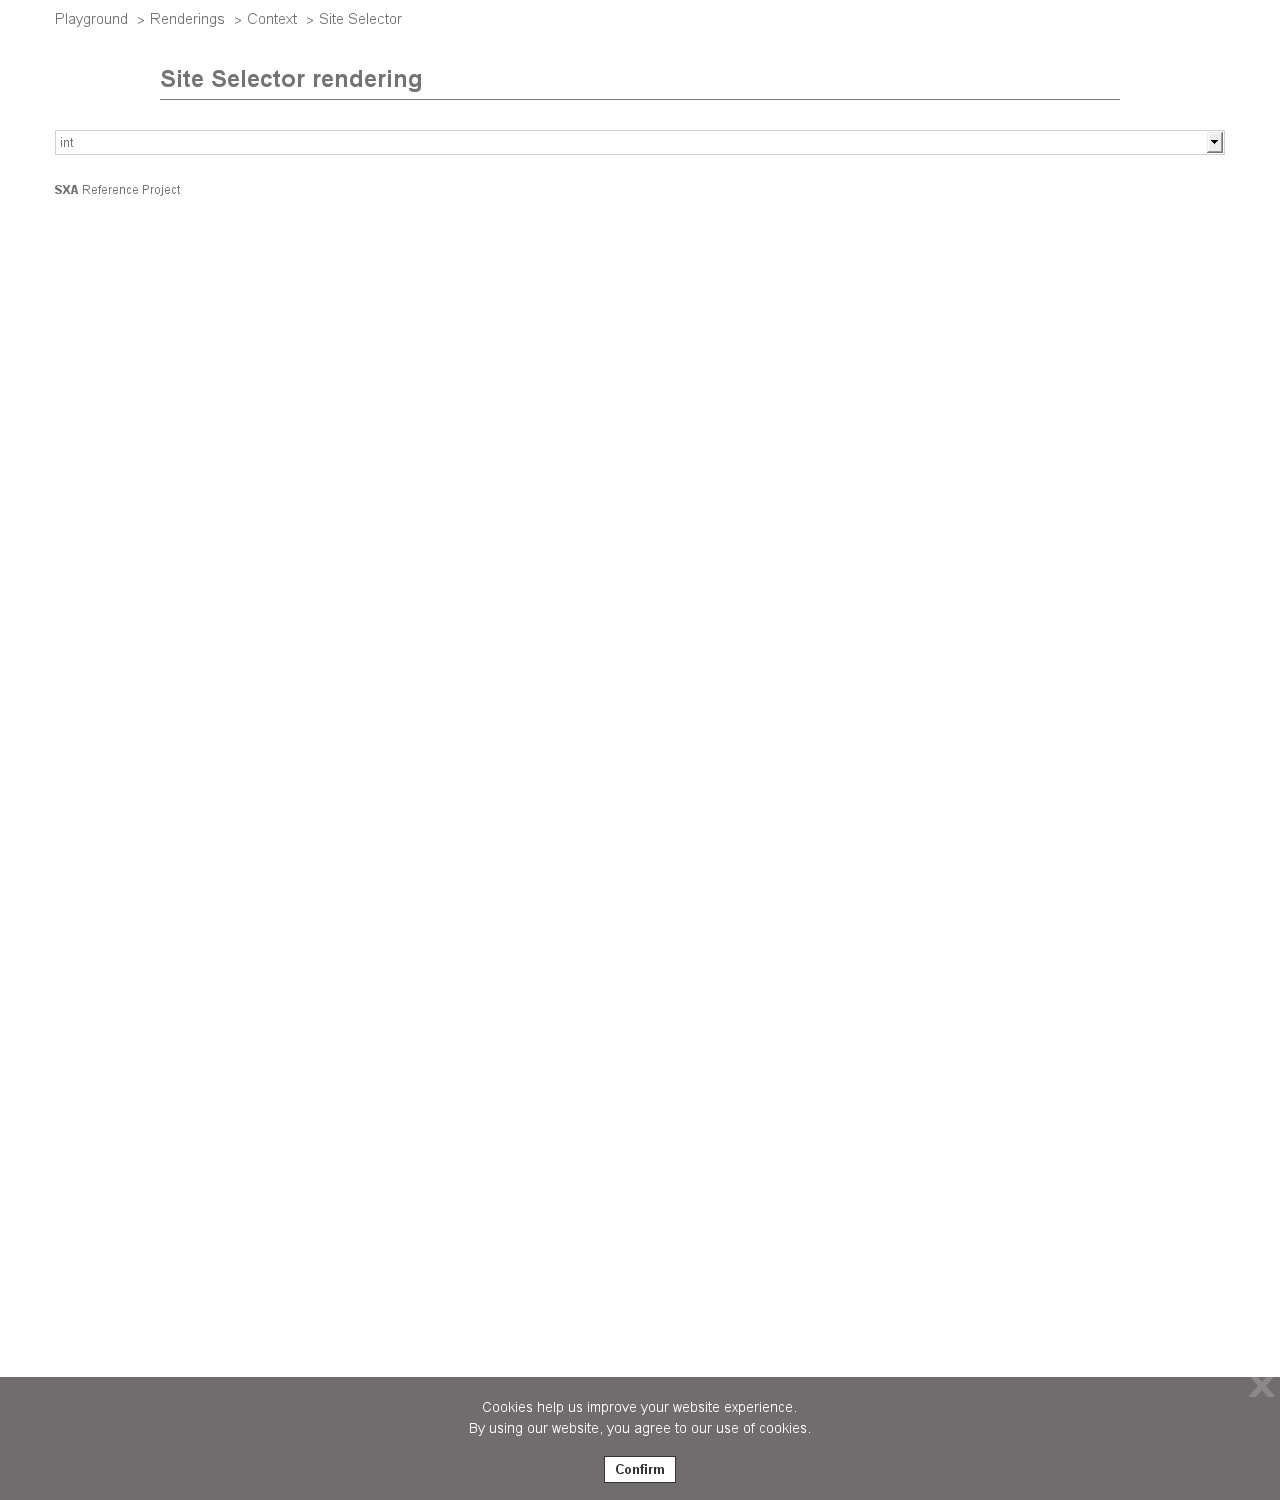 Playground > Renderings > Context > Site Selector
Site Selector rendering
int
SXA Reference Project
Cookies help us improve your website experience.
By using our website, you agree to our use of cookies.
Confirm